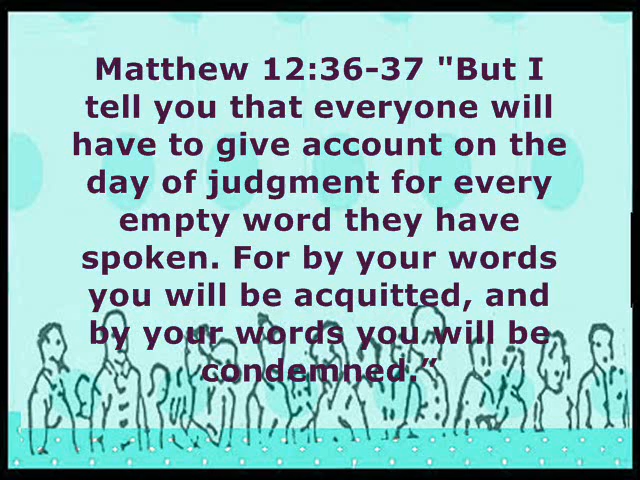 Matthew 12:36-37 "But I
tell you that everyone will
have to give account on the
day of judgment for every
empty word they have
spoken. For by your words
you will be acquitted, and
by your words you will be
condemned.”